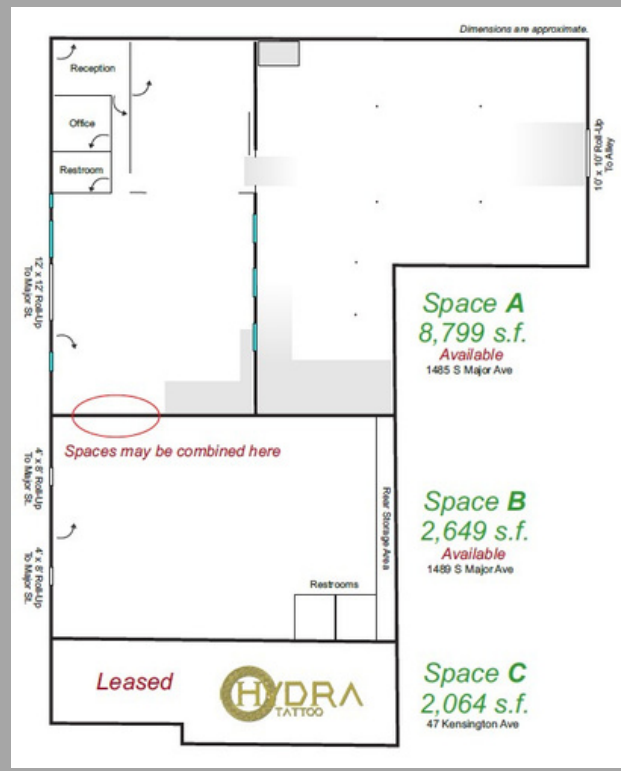 Dimensions are approximate.
Reception
Office
Restroom
10' x 10' Roll-Up
To Alley
12' x 12' Roll-Up
To Major St.
Space A
8,799 s.f.
Available
1485 S Major Ave
Spaces may be combined here
4' x 8' Roll-Up
To Major St.
4' x 8' Roll-Up
To Major St.
Rear Storage Area
Restrooms
Space B
2,649 s.f.
Available
1489 S Major Ave
Leased
HYDRA
TATTOO
Space C
2,064 s.f.
47 Kensington Ave